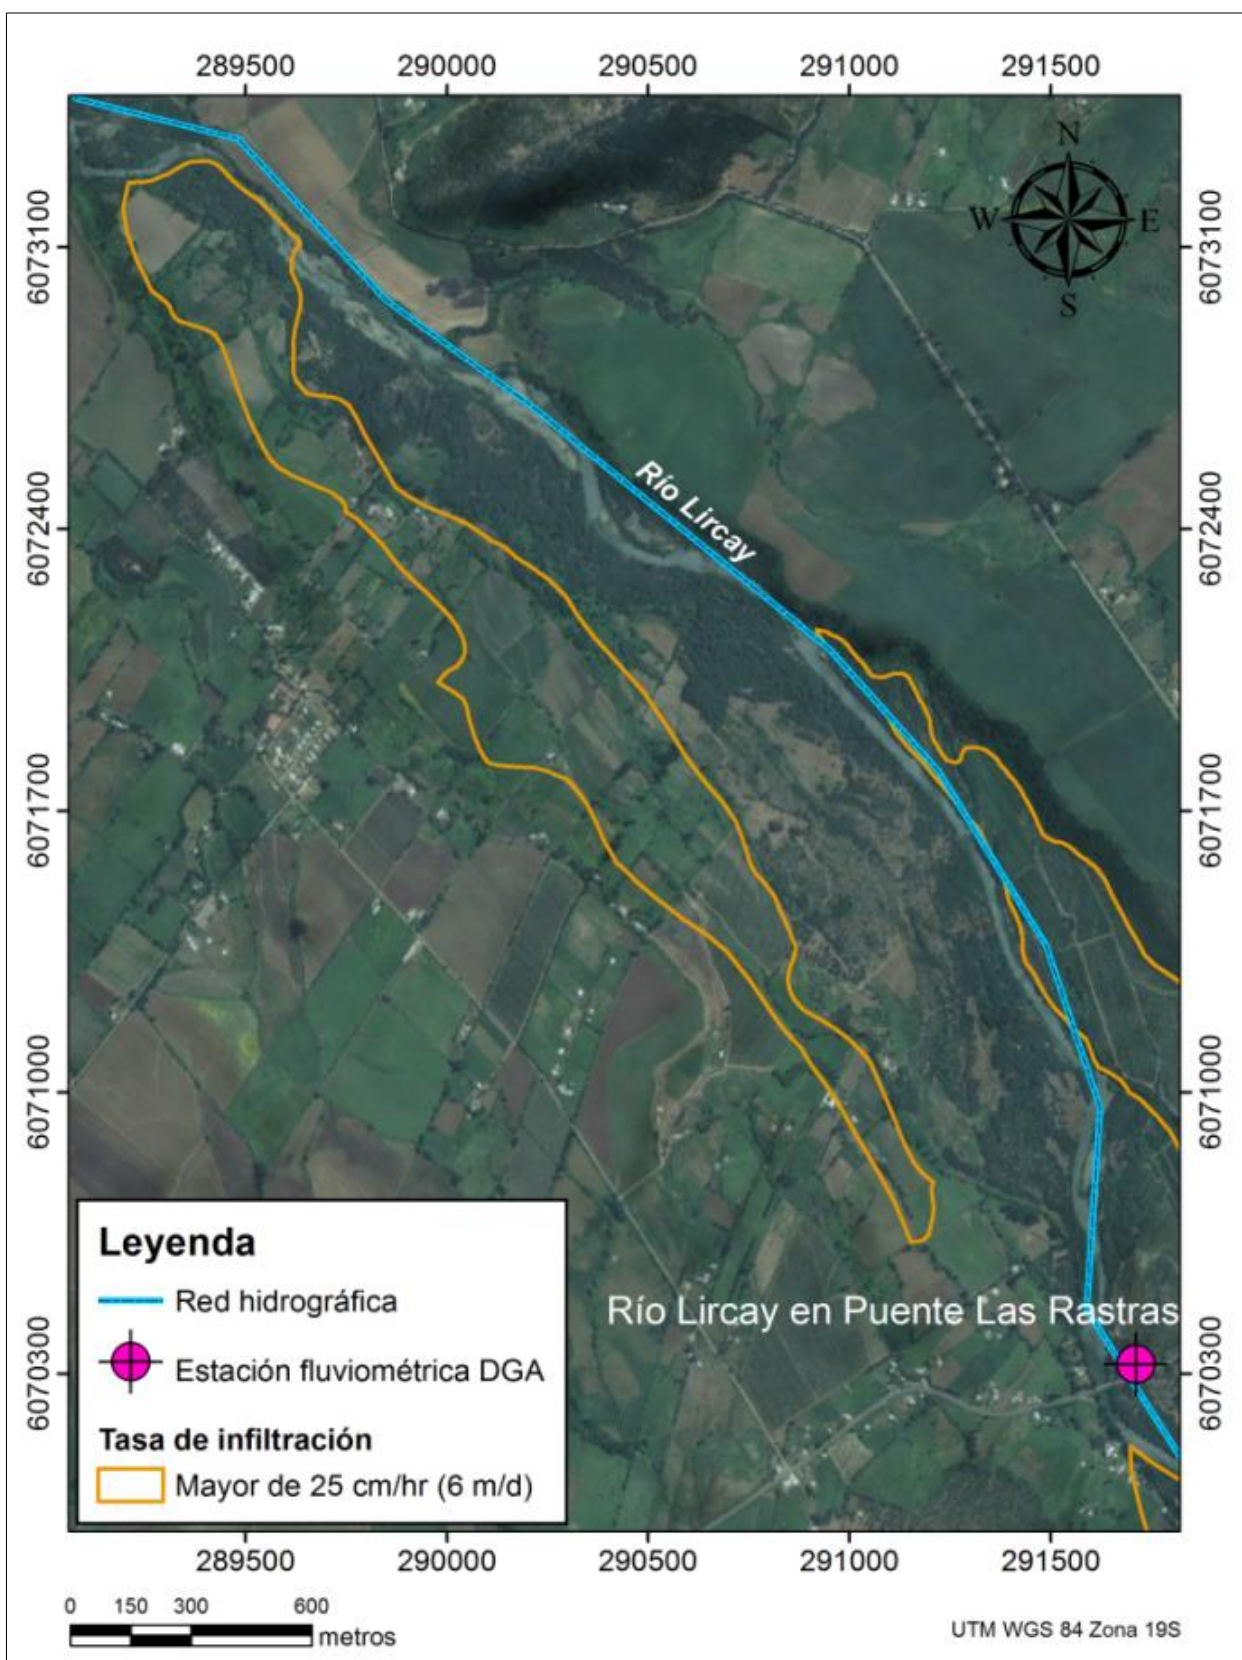 289500 290000 290500 291000 291500
N
W E
S
6073100 6073100
6072400 6072400
Río Lircay
6071700 6071700
6071000 6071000
Leyenda
Red hidrográfica
Río Lircay en Puente Las Rastras
Estación fluviométrica DGA
6070300 6070300
Tasa de infiltración
Mayor de 25 cm/hr (6 m/d)
289500 290000 290500 291000 291500
0 150 300 600
metros
UTM WGS 84 Zona 19S